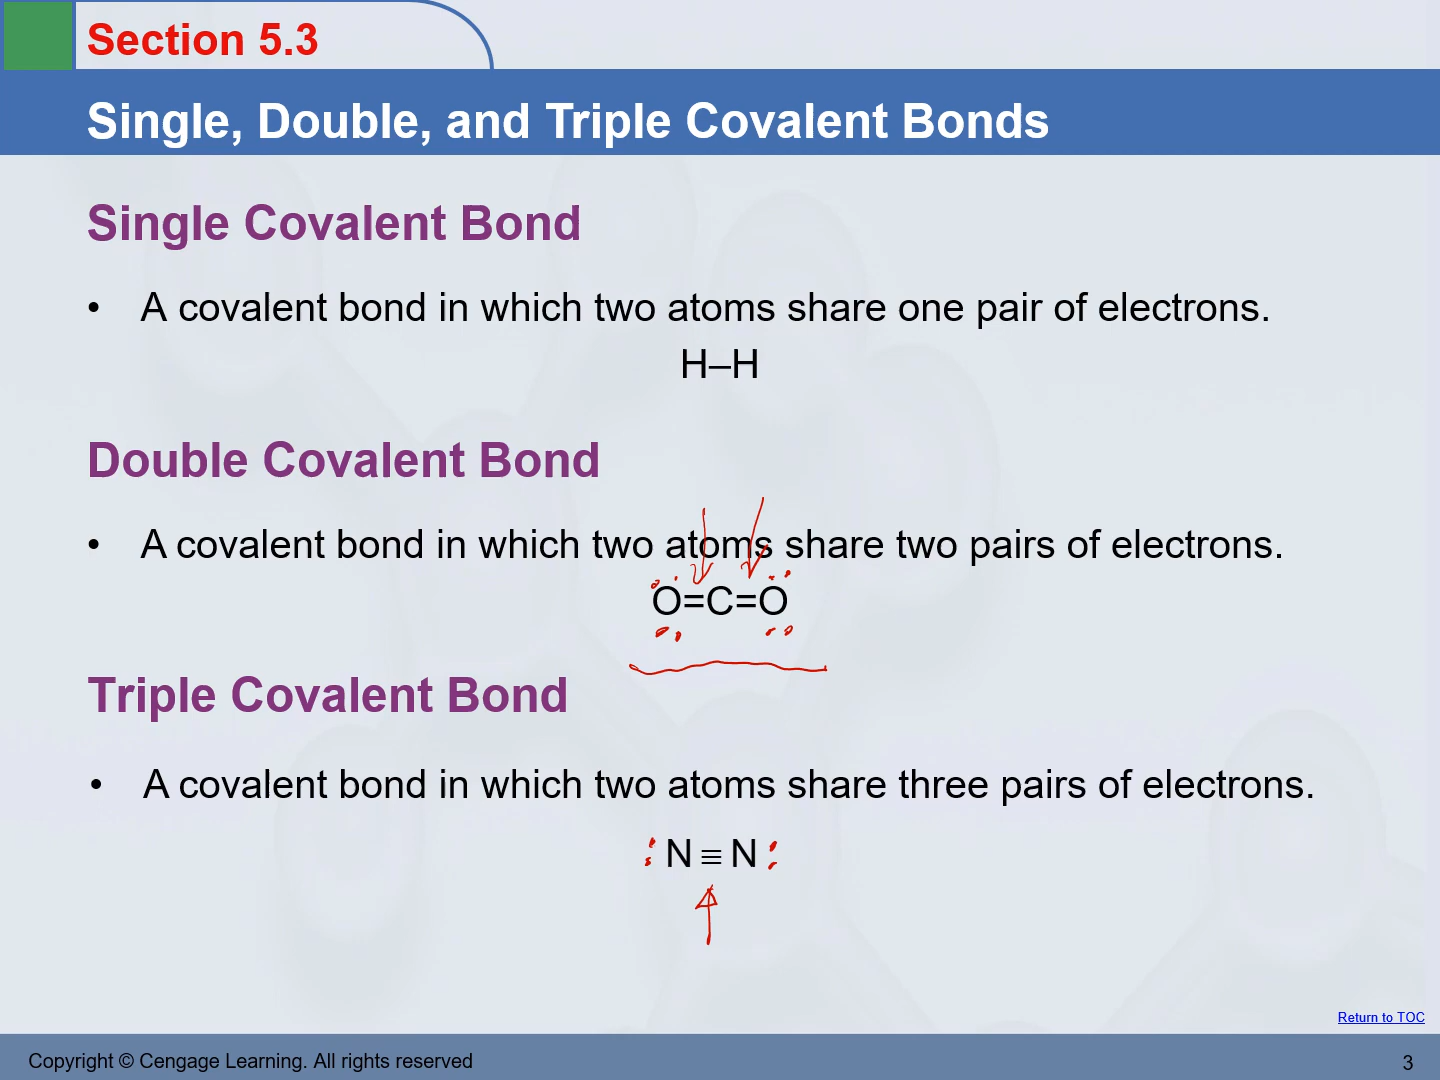 Section 5.3
Single, Double, and Triple Covalent Bonds
Single Covalent Bond
• A covalent bond in which two atoms share one pair of electrons.
H–H
Double Covalent Bond
• A covalent bond in which two atoms share two pairs of electrons.
O=C=O
Triple Covalent Bond
• A covalent bond in which two atoms share three pairs of electrons.
:N≡N:
Return to TOC
Copyright © Cengage Learning. All rights reserved
3